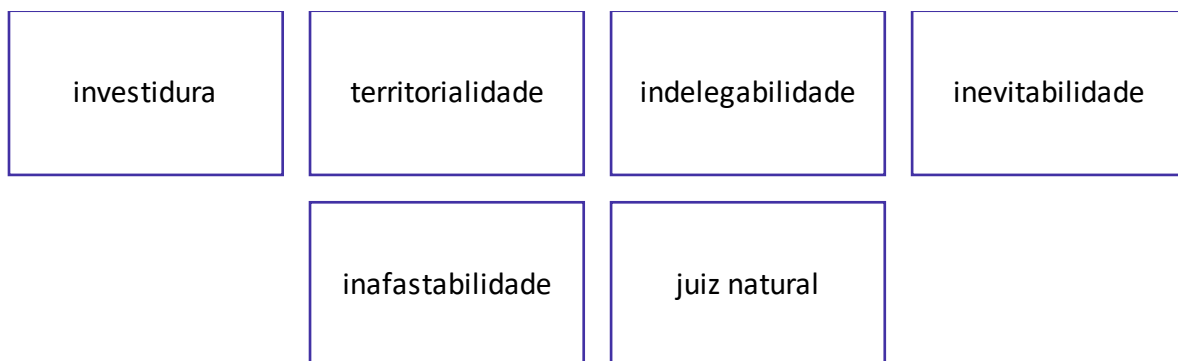 investidura
territorialidade
indelegabilidade
inevitabilidade
inafastabilidade
juiz natural